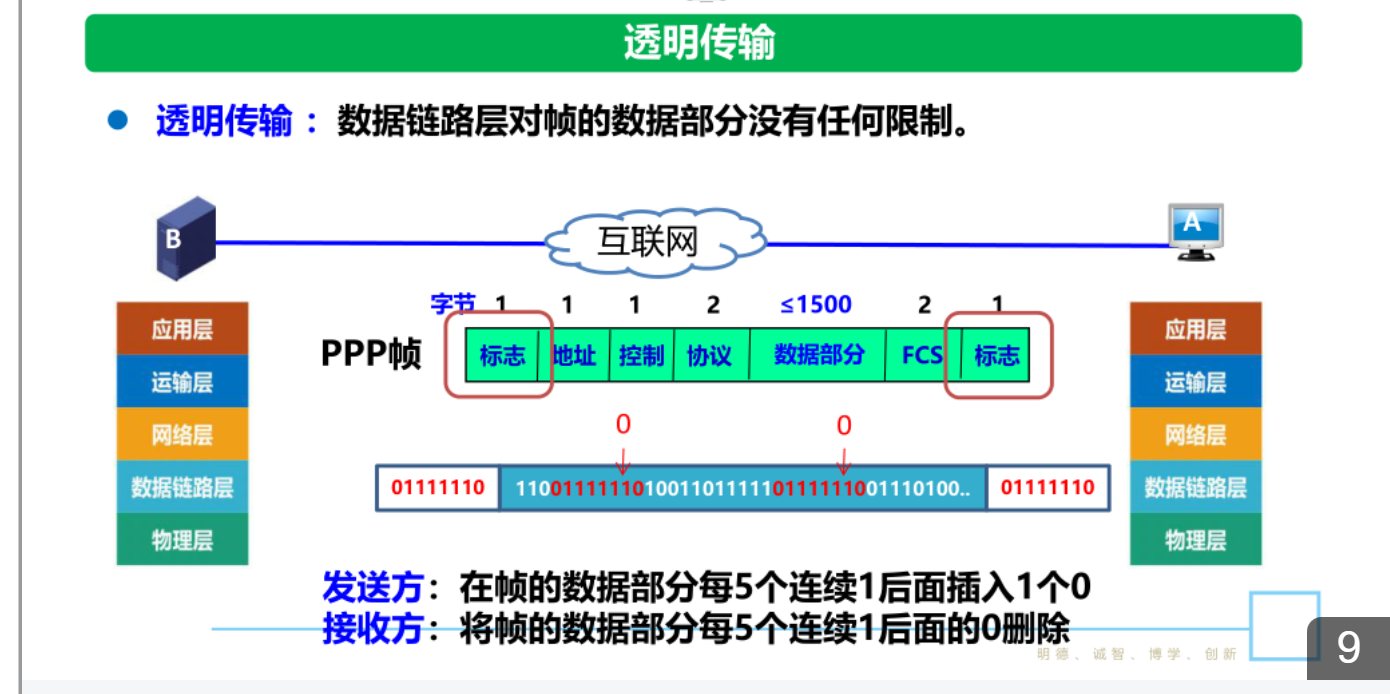 透明传输
透明传输：数据链路层对帧的数据部分没有任何限制。
B
互联网
A
字节 1 1 1 2 ≤1500 2 1
PPP帧 标志 地址 控制 协议 数据部分 FCS 标志
应用层
运输层
网络层
数据链路层
物理层
应用层
运输层
网络层
数据链路层
物理层
0 0
01111110 11001111110100110111110111111001110100.. 01111110
发送方：在帧的数据部分每5个连续1后面插入1个0
接收方：将帧的数据部分每5个连续1后面的0删除
明德、诚智、博学、创新
9